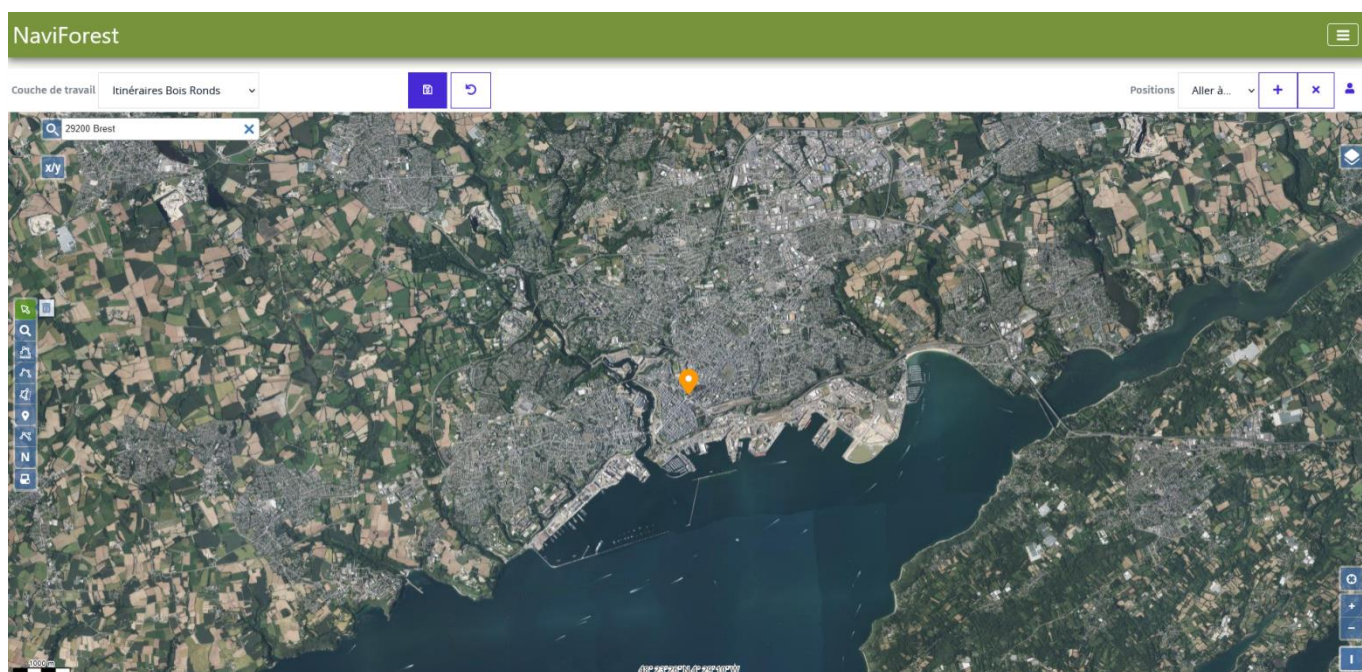 NaviForest
Couche de travail Itinéraires Bois Ronds Positions Aller à...
29200 Brest
x/y
N
1000 m